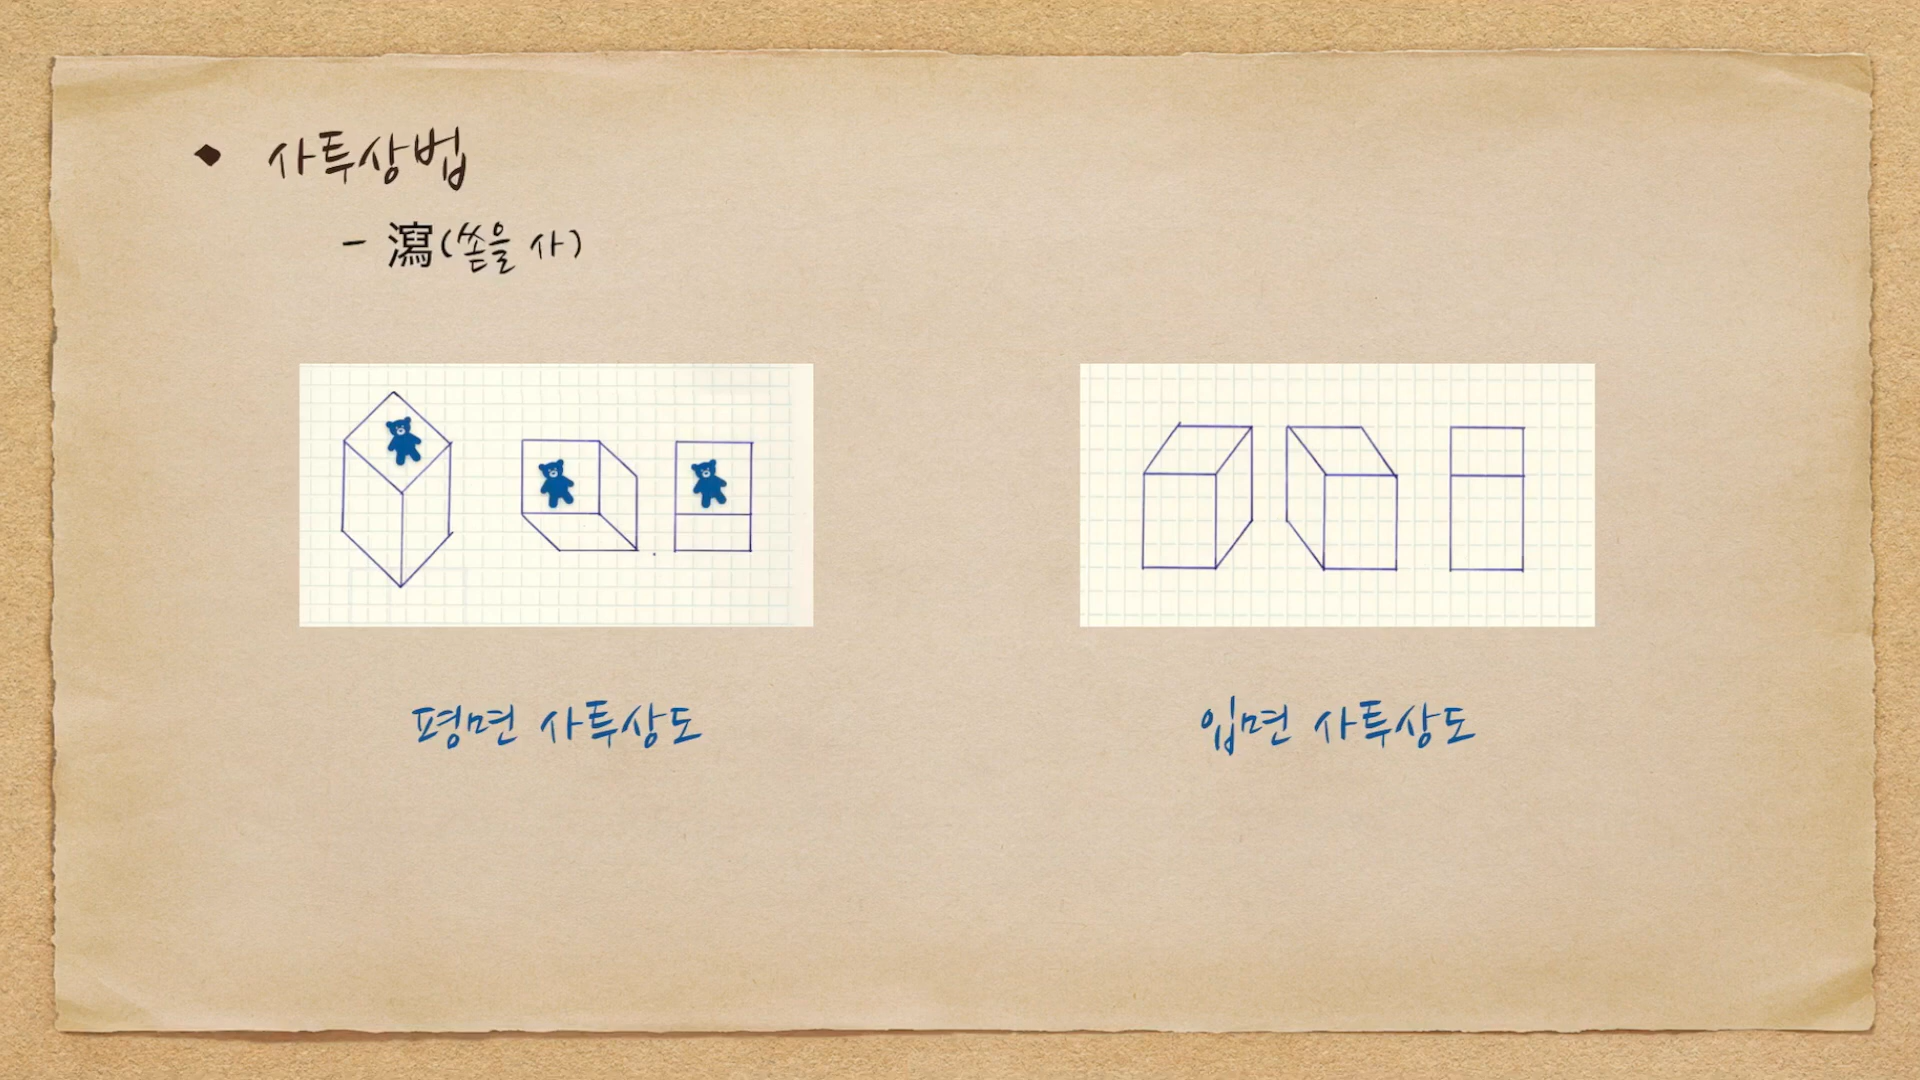 ◆ 사투상법
- 瀉(쏟을 사)
평면 사투상도
입면 사투상도